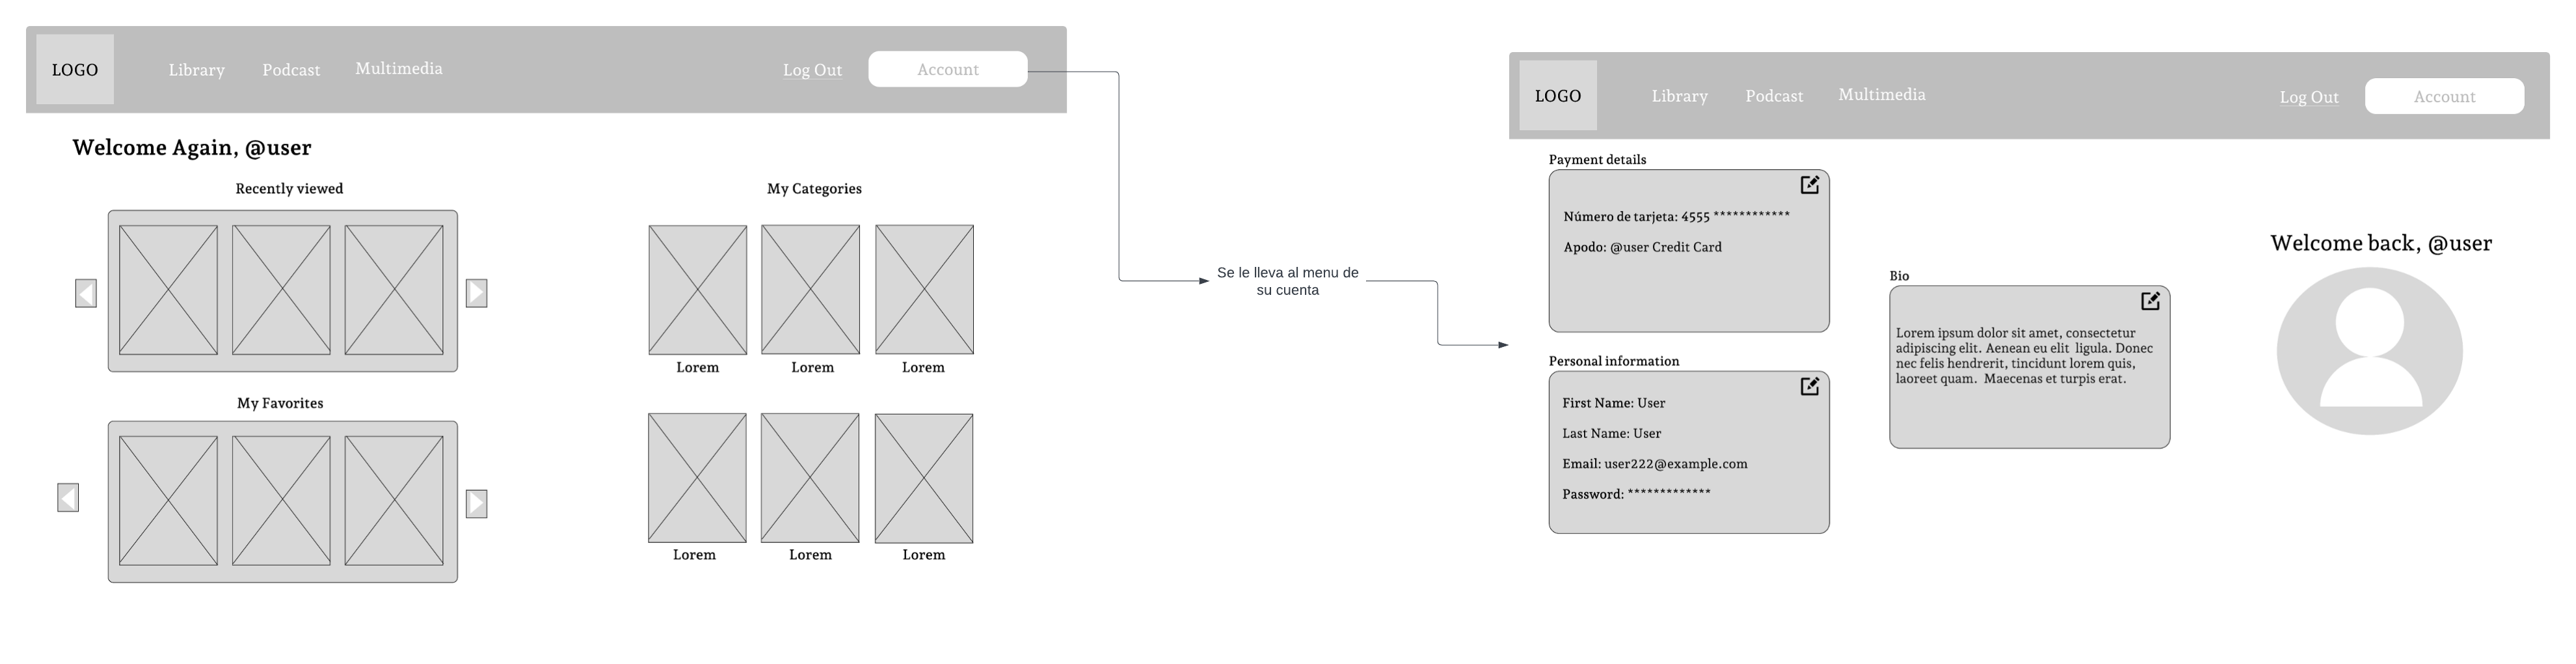 LOGO
Library
Podcast
Multimedia
Log Out
Account
Welcome Again, @user
Recently viewed
My Categories
Lorem
Lorem
Lorem
My Favorites
Lorem
Lorem
Lorem
Se le lleva al menu de
su cuenta
LOGO
Library
Podcast
Multimedia
Log Out
Account
Payment details
Número de tarjeta: 4555 ************
Apodo: @user Credit Card
Personal information
First Name: User
Last Name: User
Email: user222@example.com
Password: *************
Bio
Lorem ipsum dolor sit amet, consectetur
adipiscing elit. Aenean eu elit ligula. Donec
nec felis hendrerit, tincidunt lorem quis,
laoreet quam. Maecenas et turpis erat.
Welcome back, @user